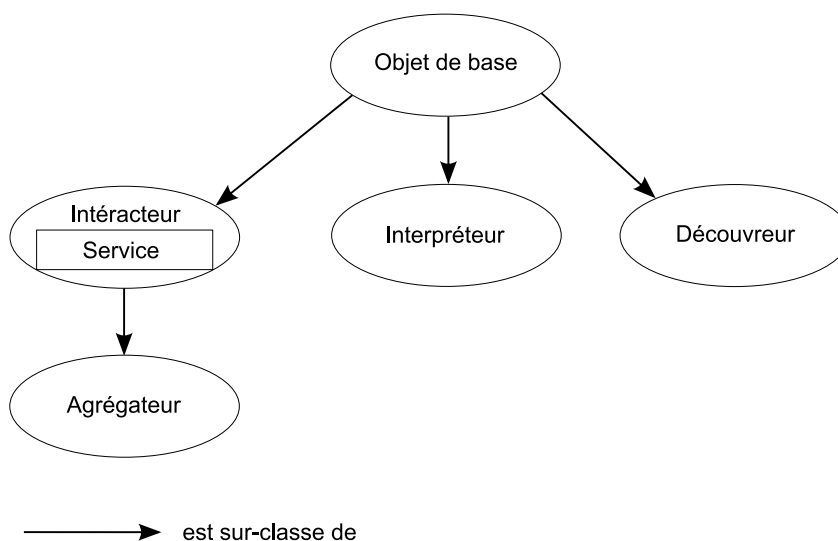 Objet de base
Intéracteur
Service
Interpréteur
Découvreur
Agrégateur
est sur-classe de